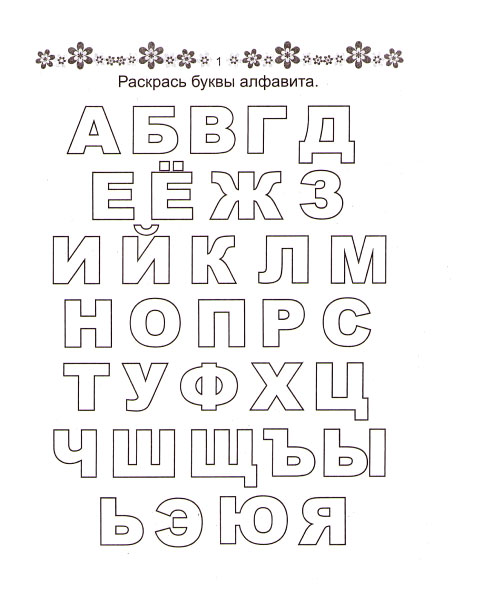 1
Раскрась буквы алфавита.
АБВГД
ЕЁЖЗ
ИЙКЛМ
НОПРС
ТУФХЦ
ЧШЩЪЫ
ЬЭЮЯ